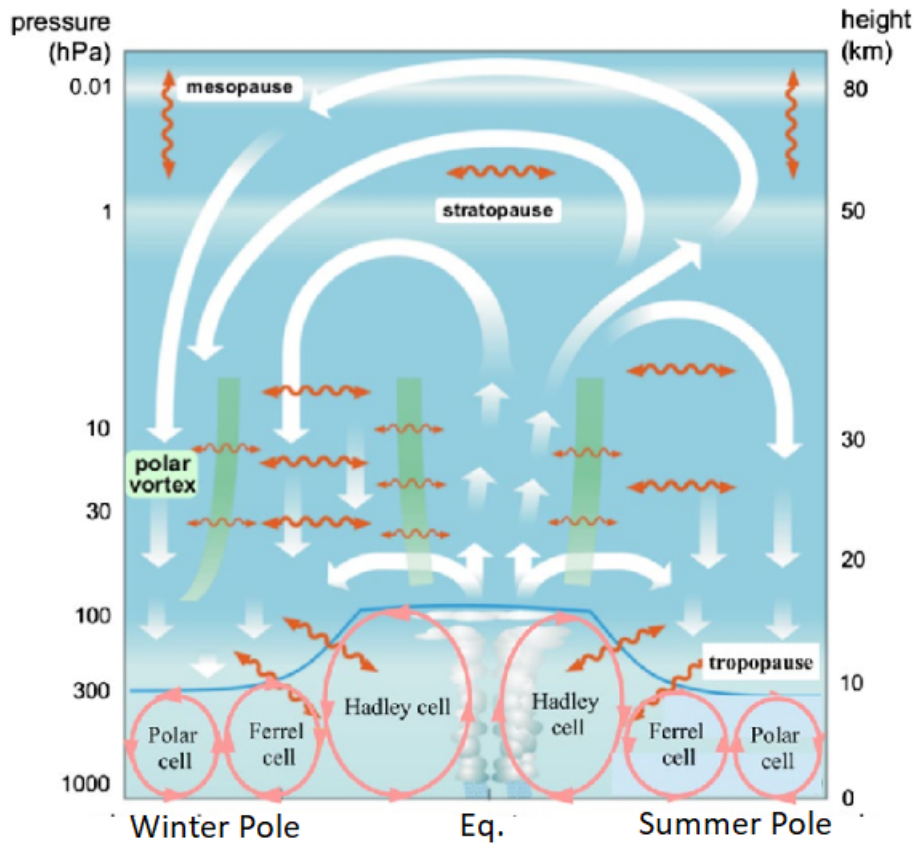 pressure
(hPa)
height
(km)
0.01
mesopause
80
1
stratopause
50
10
30
polar
vortex
30
20
100
tropopause
300
10
Hadley cell
Hadley
cell
Polar
cell
Ferrel
cell
Ferrel
cell
Polar
cell
1000
0
Winter Pole
Eq.
Summer Pole